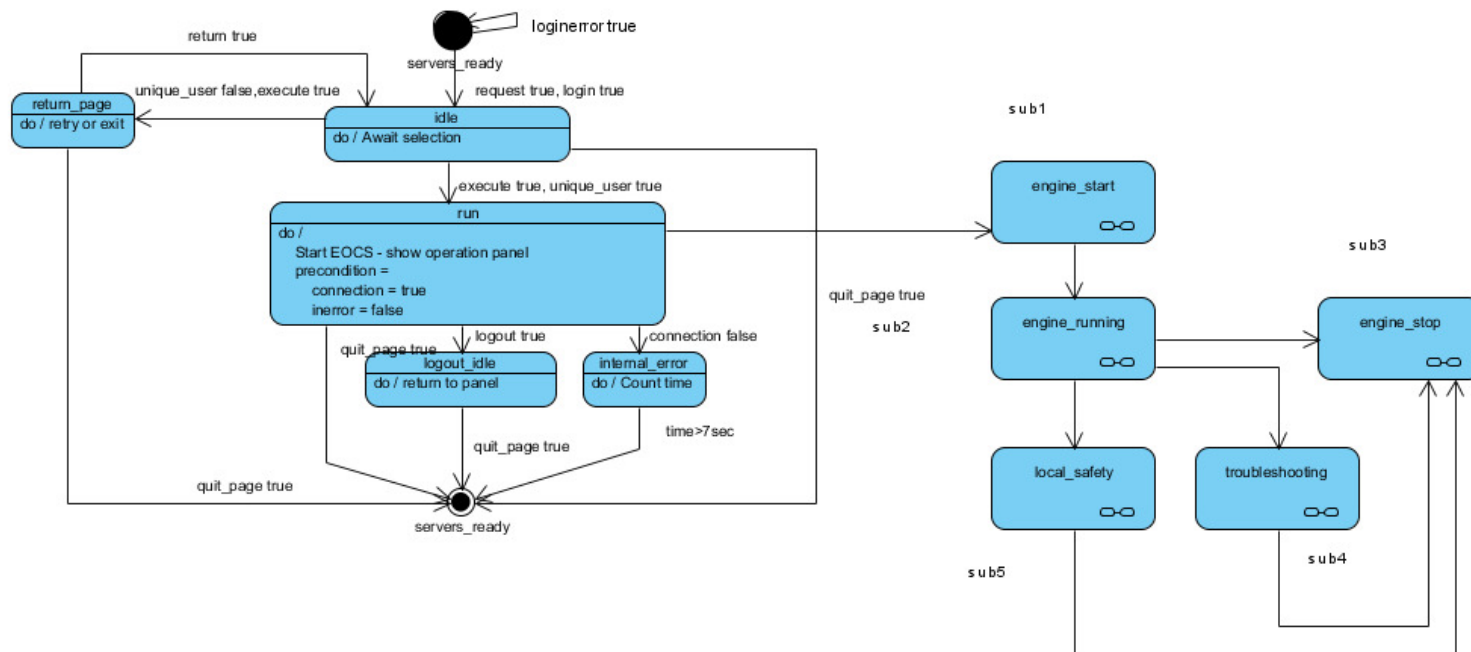 loginerror true
return true
servers_ready
unique_user false,execute true
request true, login true
return_page
do / retry or exit
idle
do / Await selection
sub1
execute true, unique_user true
engine_start
run
do /
Start EOCS - show operation panel
precondition =
connection = true
inerror = false
sub3
quit_page true
sub2
engine_running
engine_stop
logout true
connection false
quit_page true
logout_idle
do / return to panel
internal_error
do / Count time
time>7sec
quit_page true
quit_page true
servers_ready
local_safety
troubleshooting
sub5
sub4